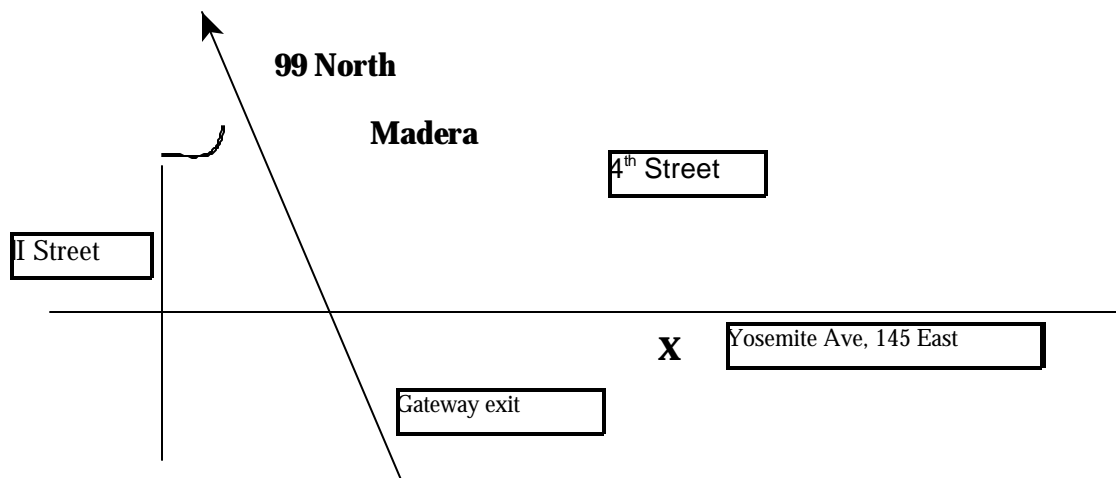 99 North
Madera
4th Street
I Street
X
Yosemite Ave, 145 East
Gateway exit